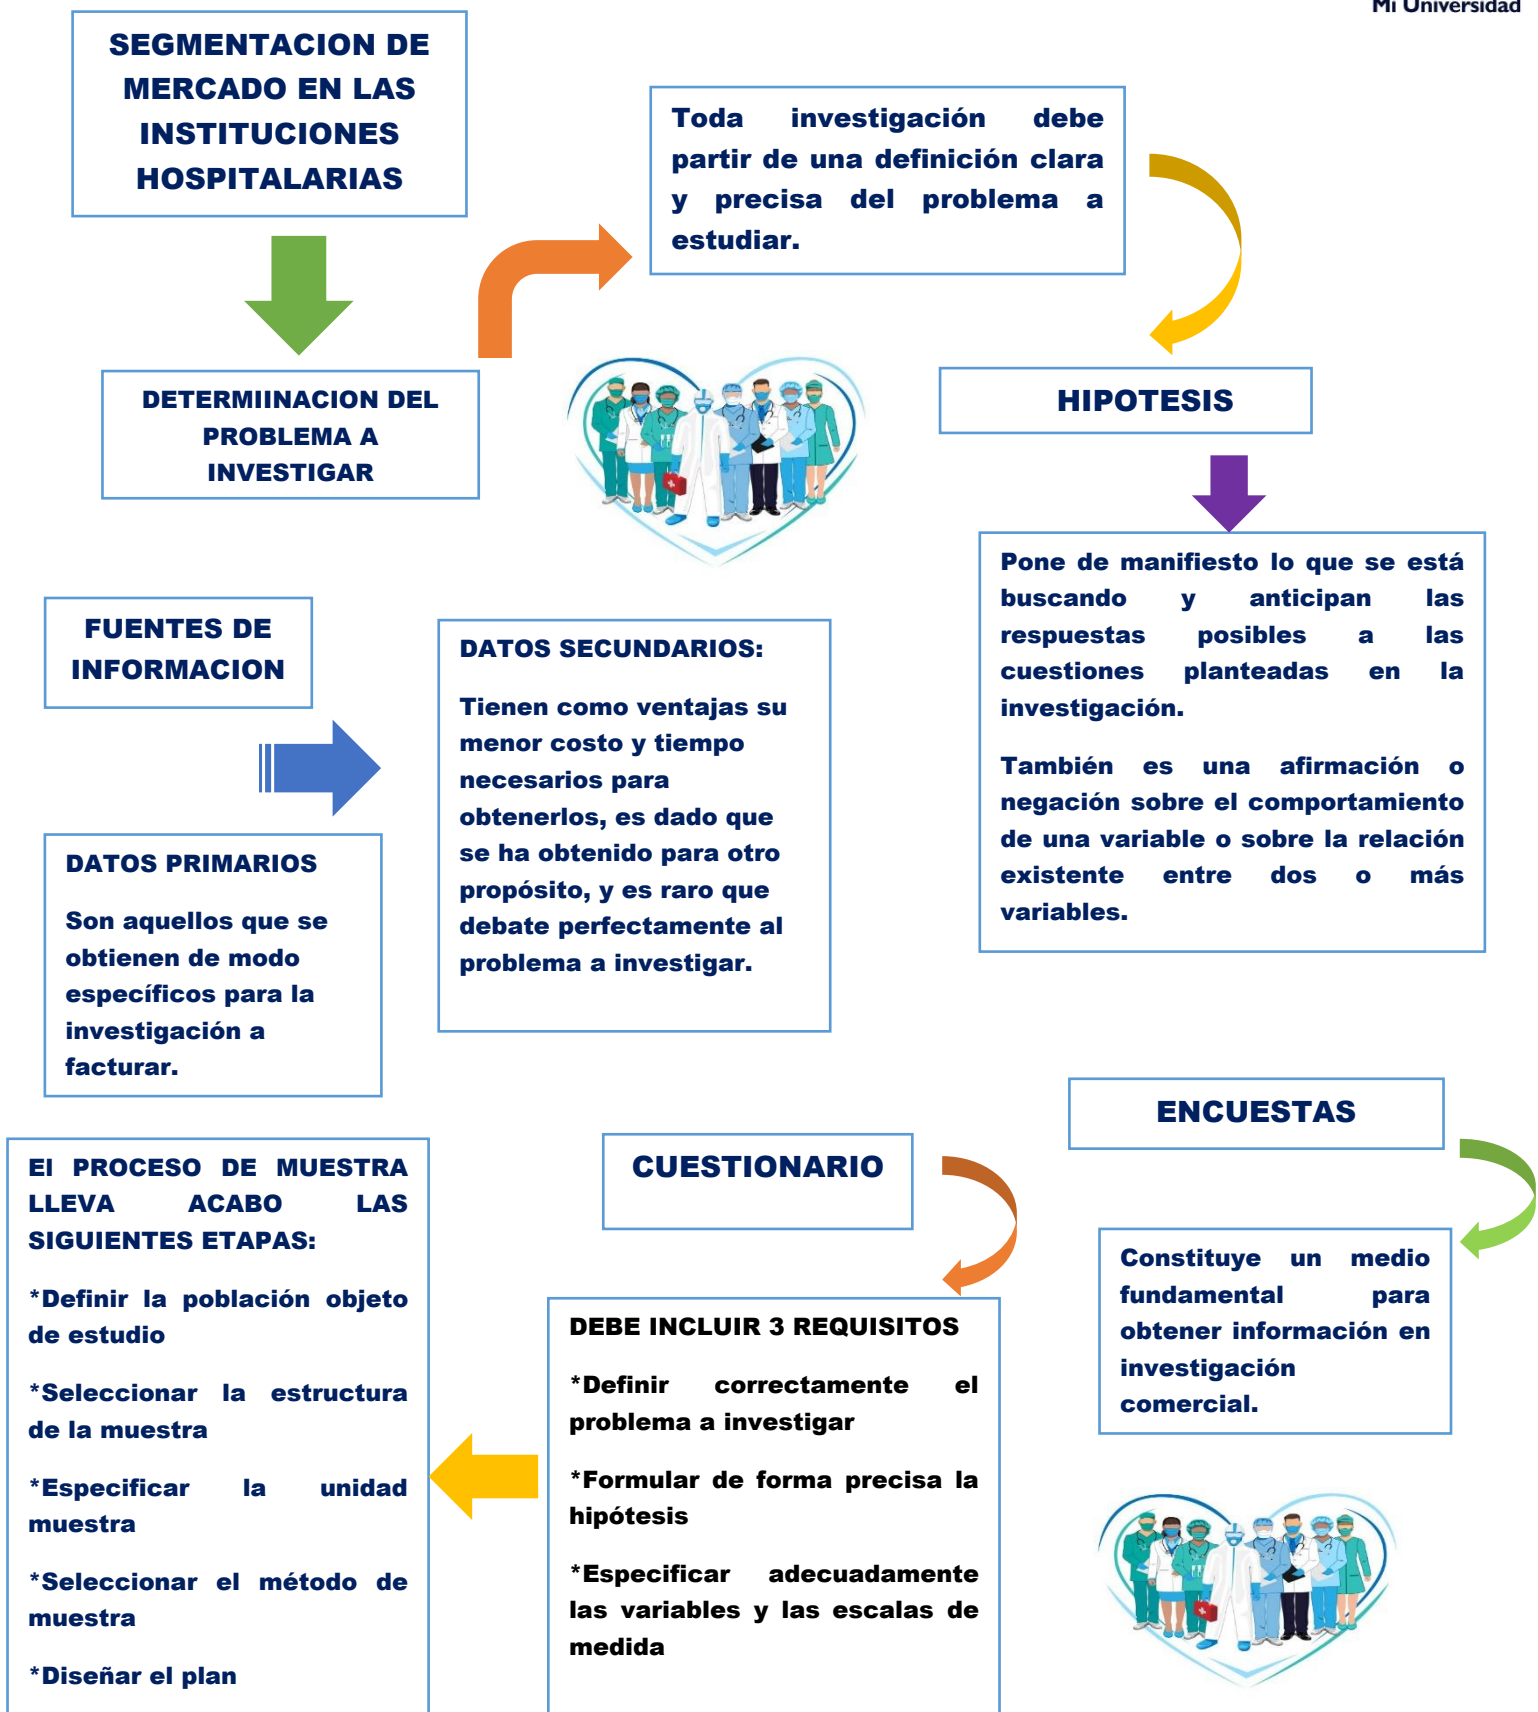 Mi Universidad
SEGMENTACION DE
MERCADO EN LAS
INSTITUCIONES
HOSPITALARIAS
Toda investigación debe
partir de una definición clara
y precisa del problema a
estudiar.
DETERMIINACION DEL
PROBLEMA A
INVESTIGAR
HIPOTESIS
Pone de manifiesto lo que se está
buscando y anticipan las
respuestas posibles a las
cuestiones planteadas en la
investigación.
También es una afirmación o
negación sobre el comportamiento
de una variable o sobre la relación
existente entre dos o más
variables.
FUENTES DE
INFORMACION
DATOS SECUNDARIOS:
Tienen como ventajas su
menor costo y tiempo
necesarios para
obtenerlos, es dado que
se ha obtenido para otro
propósito, y es raro que
debate perfectamente al
problema a investigar.
DATOS PRIMARIOS
Son aquellos que se
obtienen de modo
específicos para la
investigación a
facturar.
ENCUESTAS
Constituye un medio
fundamental para
obtener información en
investigación
comercial.
CUESTIONARIO
DEBE INCLUIR 3 REQUISITOS
*Definir correctamente el
problema a investigar
*Formular de forma precisa la
hipótesis
*Especificar adecuadamente
las variables y las escalas de
medida
El PROCESO DE MUESTRA
LLEVA ACABO LAS
SIGUIENTES ETAPAS:
*Definir la población objeto
de estudio
*Seleccionar la estructura
de la muestra
*Especificar la unidad
muestra
*Seleccionar el método de
muestra
*Diseñar el plan